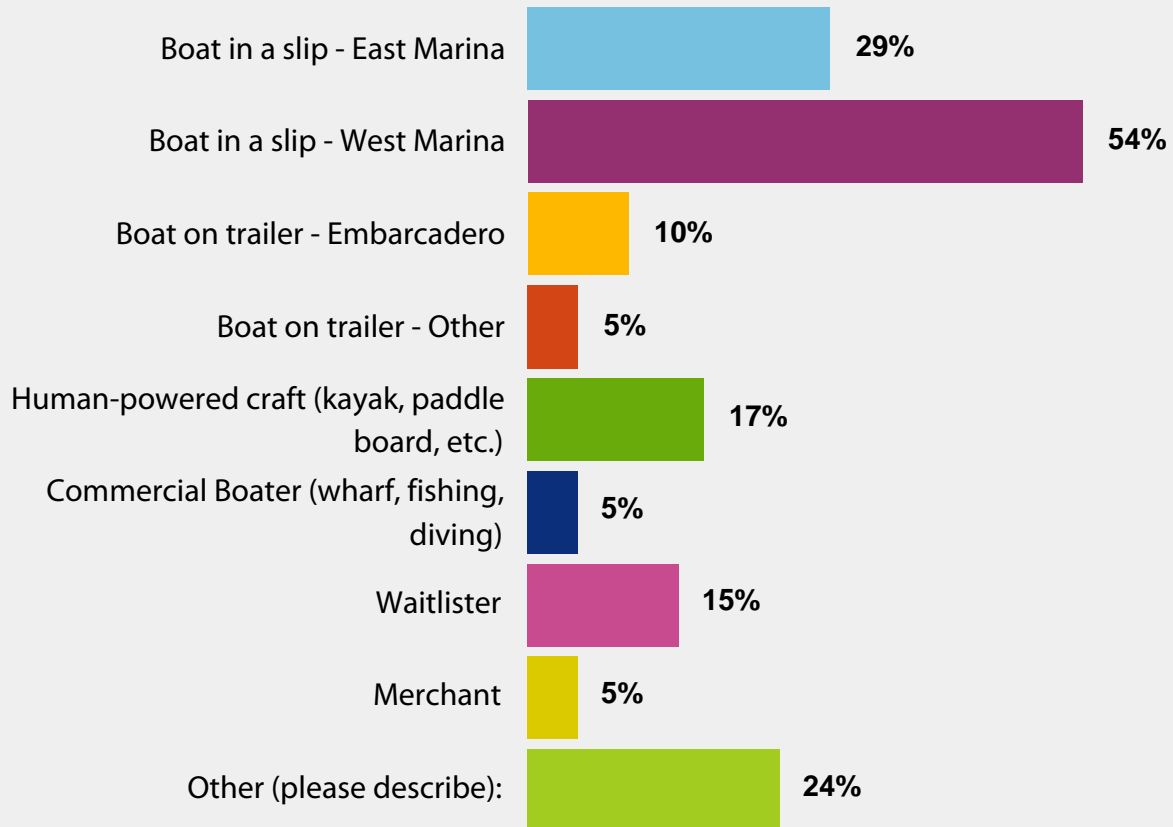 Boat in a slip - East Marina 29%
Boat in a slip - West Marina 54%
Boat on trailer - Embarcadero 10%
Boat on trailer - Other 5%
Human-powered craft (kayak, paddle
board, etc.) 17%
Commercial Boater (wharf, fishing,
diving) 5%
Waitlister 15%
Merchant 5%
Other (please describe): 24%